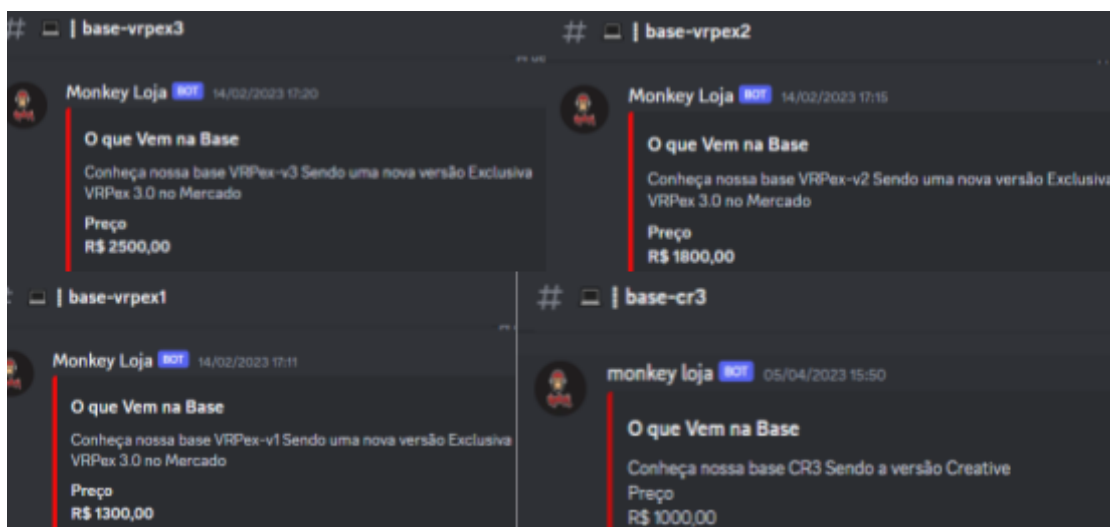 # | base-vrpex3
Monkey Loja BOT 14/02/2023 17:20
O que Vem na Base
Conheça nossa base VRPex-v3 Sendo uma nova versão Exclusiva
VRPex 3.0 no Mercado
Preço
R$ 2500,00
# | base-vrpex2
Monkey Loja BOT 14/02/2023 17:15
O que Vem na Base
Conheça nossa base VRPex-v2 Sendo uma nova versão Exclusiva
VRPex 3.0 no Mercado
Preço
R$ 1800,00
| base-vrpex1
Monkey Loja BOT 14/02/2023 17:11
O que Vem na Base
Conheça nossa base VRPex-v1 Sendo uma nova versão Exclusiva
VRPex 3.0 no Mercado
Preço
R$ 1300,00
# | base-cr3
monkey loja BOT 05/04/2023 15:50
O que Vem na Base
Conheça nossa base CR3 Sendo a versão Creative
Preço
R$ 1000,00